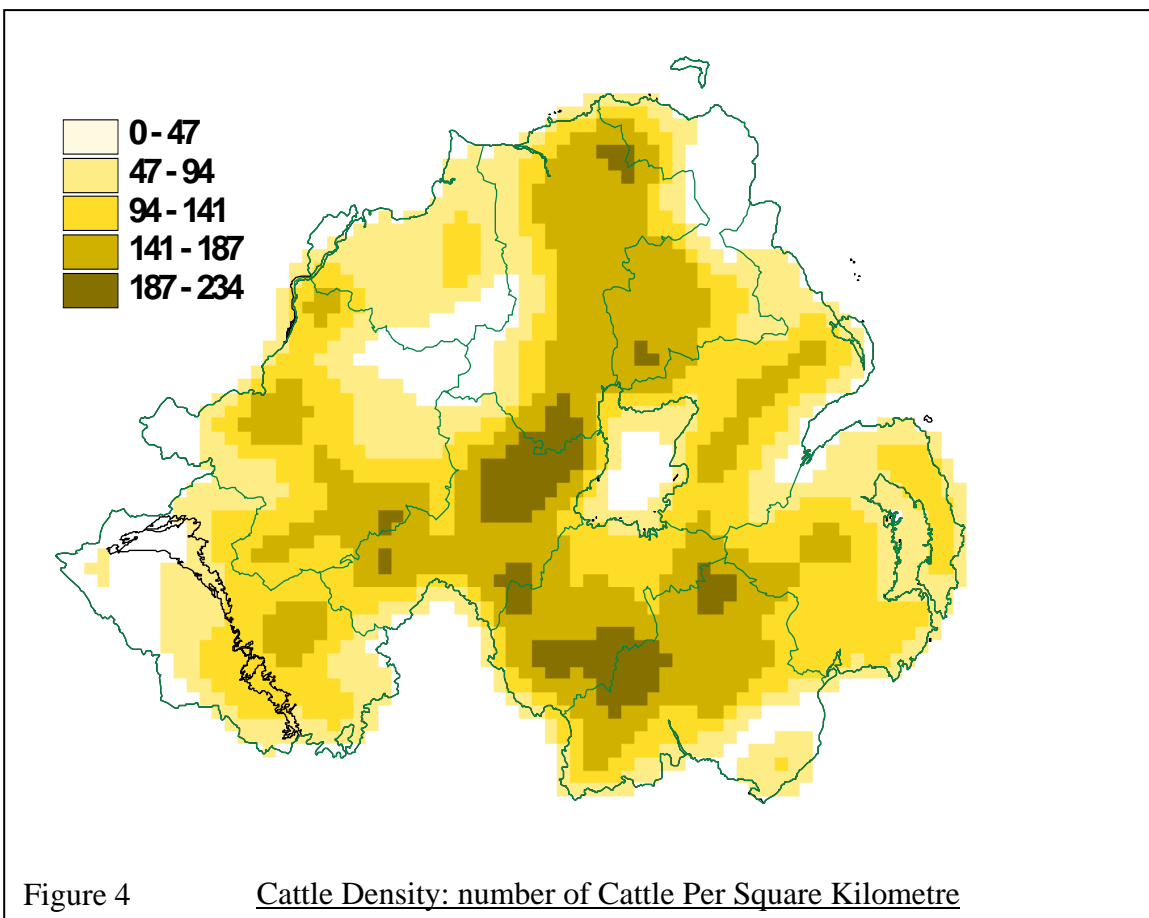 0 - 47
47 - 94
94 - 141
141 - 187
187 - 234
Figure 4 Cattle Density: number of Cattle Per Square Kilometre